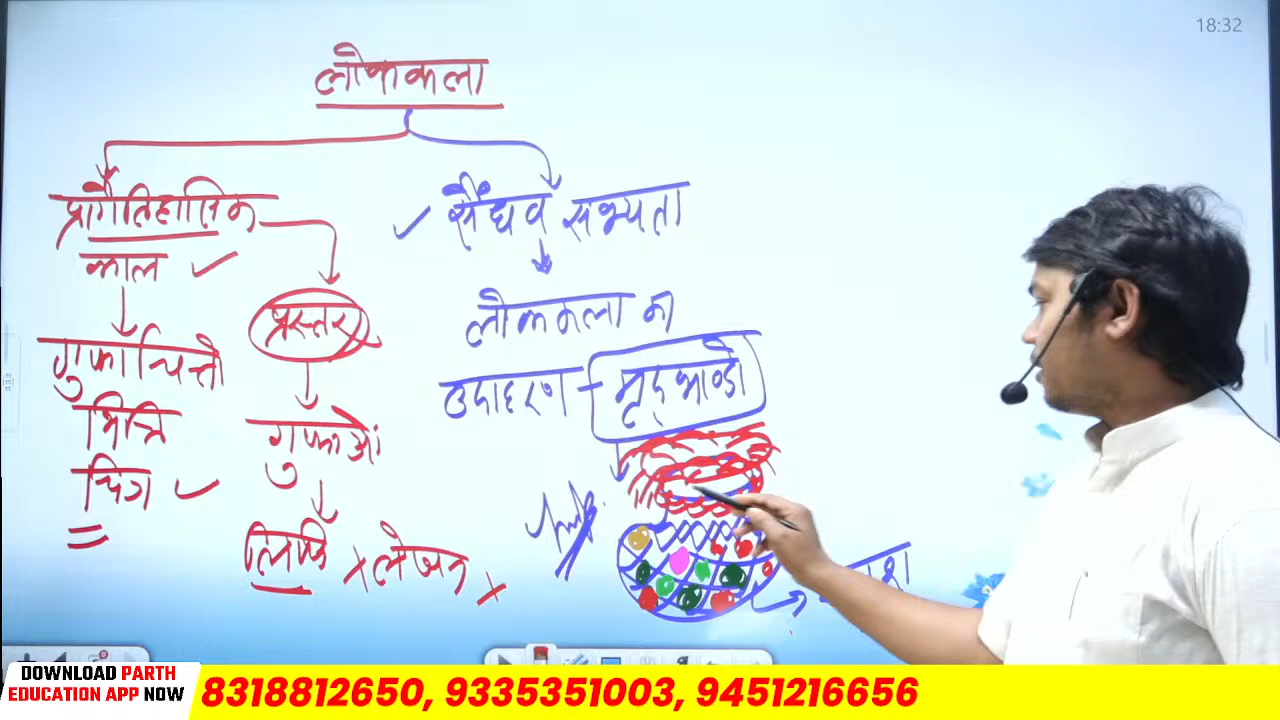 18:32
लोककला
प्रागैतिहासिक
काल
गुफाचित्रो
भित्ति
चित्र
प्रस्तर
गुफाओं
लिपि x लेखन x
सैंधव सभ्यता
लोककला का
उदाहरण - मृदभाण्डो
DOWNLOAD PARTH
EDUCATION APP NOW
8318812650, 9335351003, 9451216656